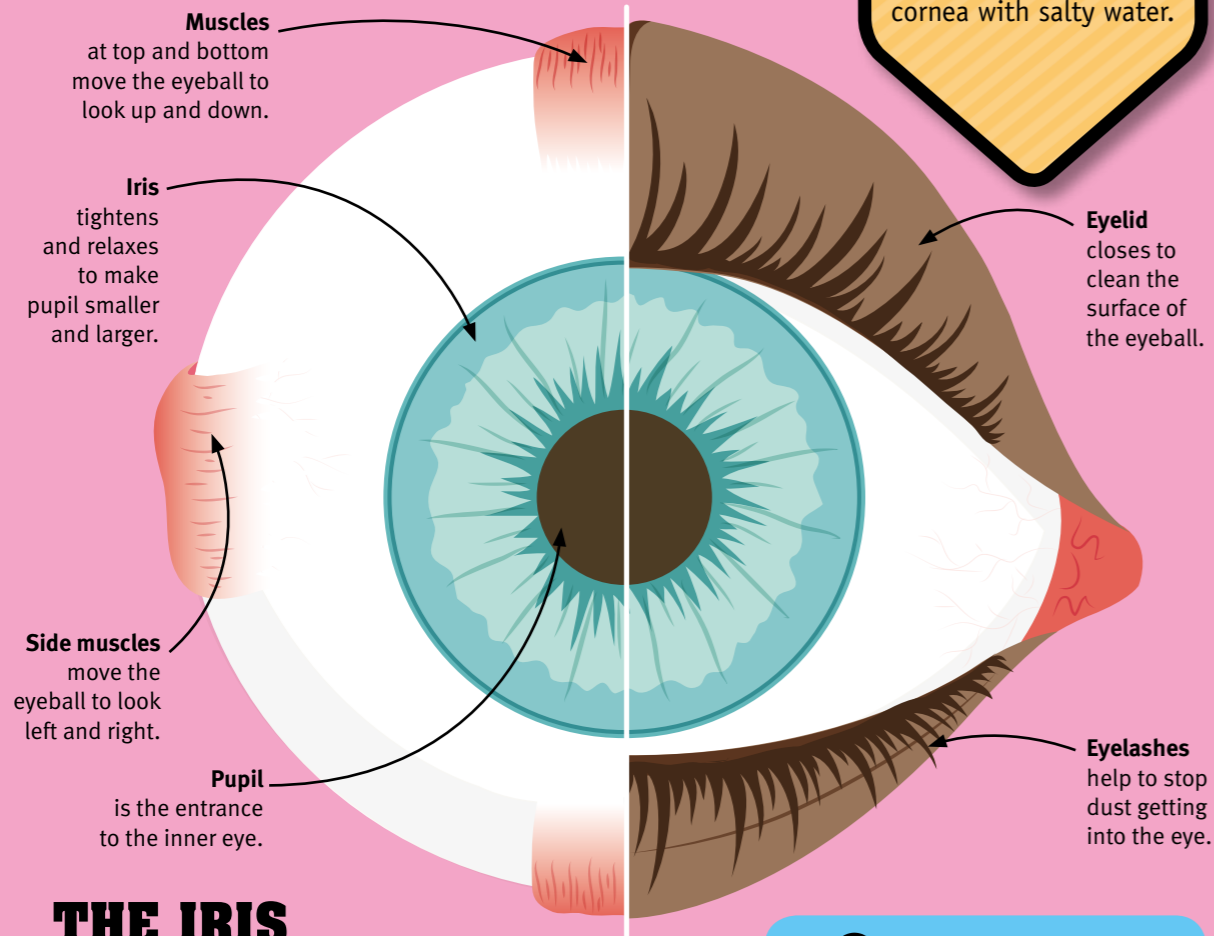 cornea with salty water.
Muscles
at top and bottom
move the eyeball to
look up and down.
Iris
tightens
and relaxes
to make
pupil smaller
and larger.
Eyelid
closes to
clean the
surface of
the eyeball.
Side muscles
move the
eyeball to look
left and right.
Pupil
is the entrance
to the inner eye.
Eyelashes
help to stop
dust getting
into the eye.
THE IRIS